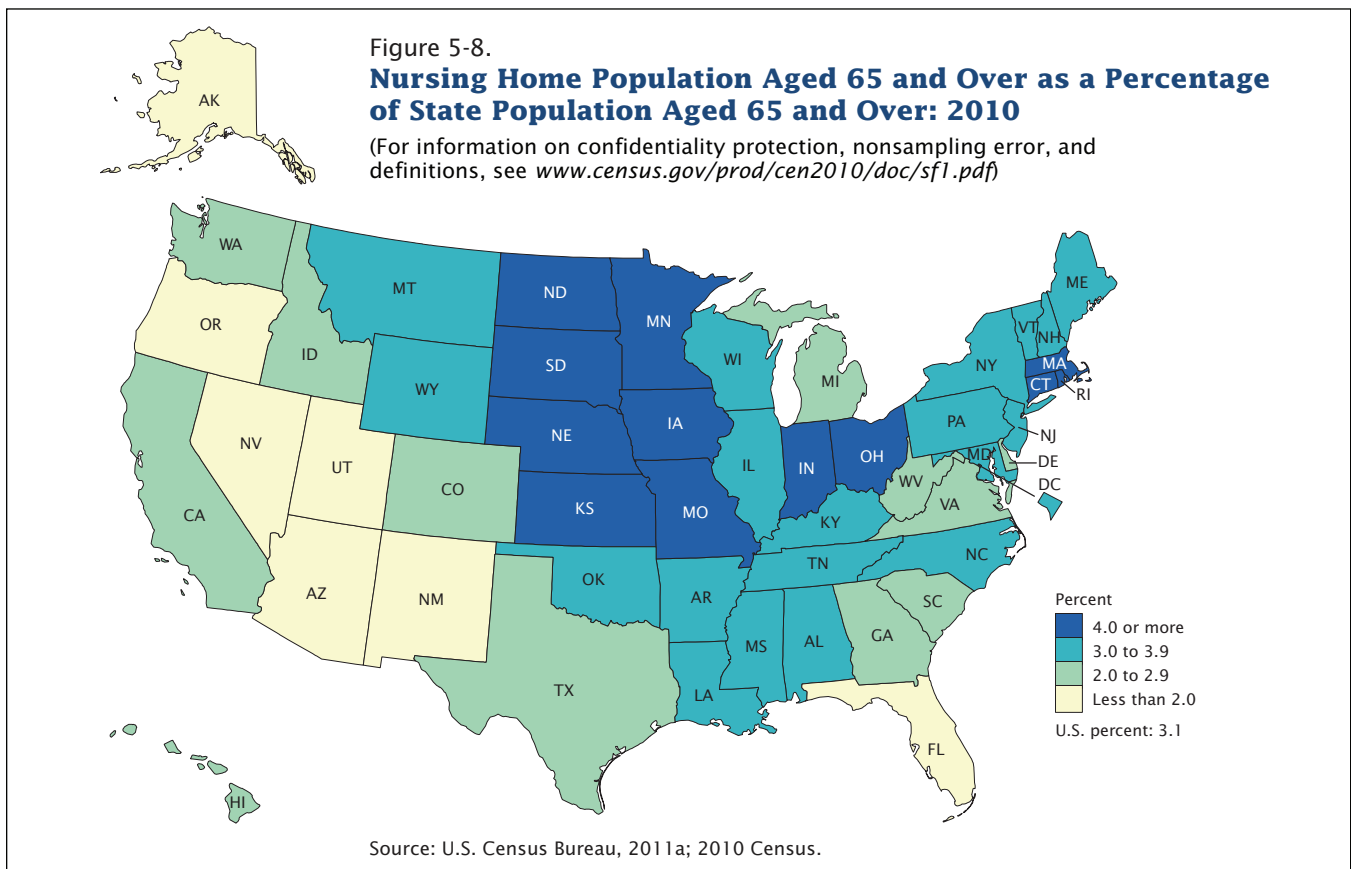 Figure 5-8.
Nursing Home Population Aged 65 and Over as a Percentage
of State Population Aged 65 and Over: 2010
(For information on confidentiality protection, nonsampling error, and
definitions, see www.census.gov/prod/cen2010/doc/sf1.pdf)
AK
WA
MT
ND
MN
ME
OR
ID
WY
SD
WI
MI
VT
NH
NY
MA
CT
RI
NV
UT
CO
NE
IA
IL
IN
OH
PA
NJ
MD
DE
DC
CA
KS
MO
KY
WV
VA
AZ
NM
OK
AR
TN
NC
TX
LA
MS
AL
GA
SC
FL
HI
Percent
4.0 or more
3.0 to 3.9
2.0 to 2.9
Less than 2.0
U.S. percent: 3.1
Source: U.S. Census Bureau, 2011a; 2010 Census.